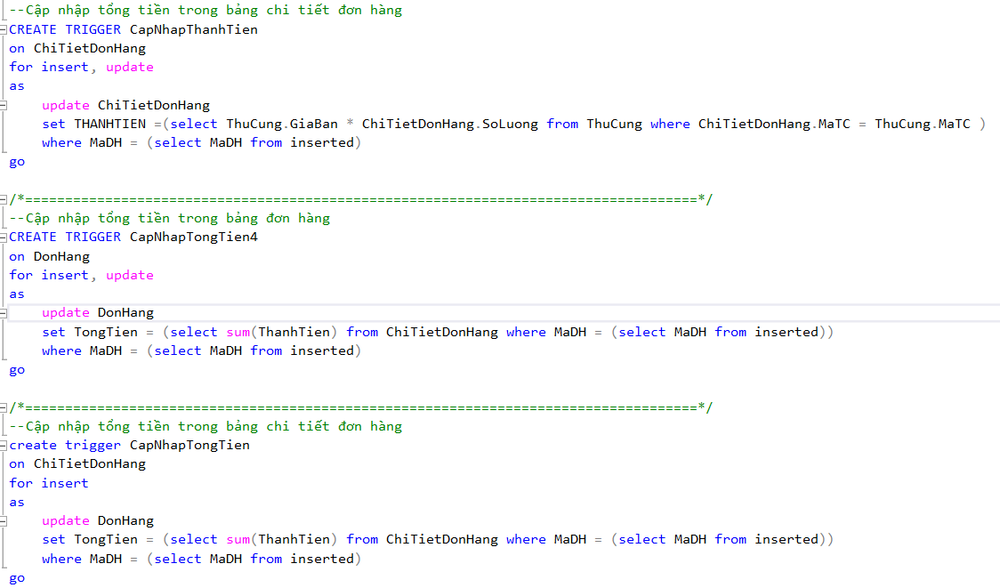 --Cập nhập tổng tiền trong bảng chi tiết đơn hàng
CREATE TRIGGER CapNhapThanhTien
on ChiTietDonHang
for insert, update
as
update ChiTietDonHang
set THANHTIEN =(select ThuCung.GiaBan * ChiTietDonHang.SoLuong from ThuCung where ChiTietDonHang.MaTC = ThuCung.MaTC )
where MaDH = (select MaDH from inserted)
go
/*====================================================================================*/
--Cập nhập tổng tiền trong bảng đơn hàng
CREATE TRIGGER CapNhapTongTien4
on DonHang
for insert, update
as
update DonHang
set TongTien = (select sum(ThanhTien) from ChiTietDonHang where MaDH = (select MaDH from inserted))
where MaDH = (select MaDH from inserted)
go
/*====================================================================================*/
--Cập nhập tổng tiền trong bảng chi tiết đơn hàng
create trigger CapNhapTongTien
on ChiTietDonHang
for insert
as
update DonHang
set TongTien = (select sum(ThanhTien) from ChiTietDonHang where MaDH = (select MaDH from inserted))
where MaDH = (select MaDH from inserted)
go